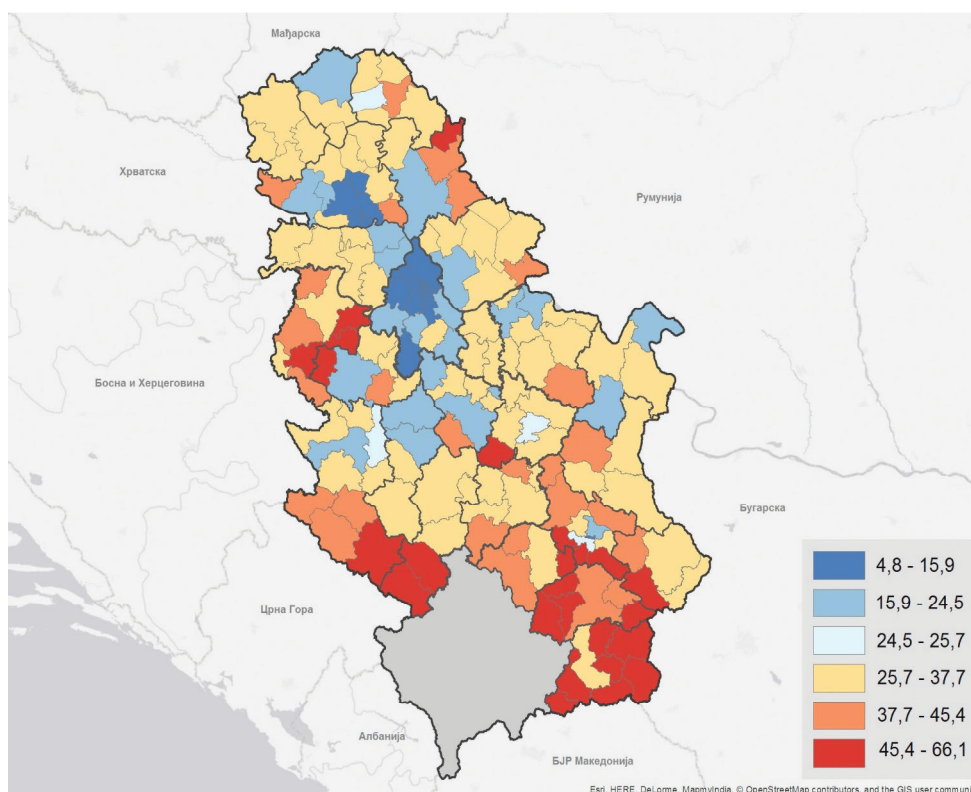 Мађарска
Хрватска
Румунија
Босна и Херцеговина
Бугарска
Црна Гора
Албанија
БЈР Македонија
4,8 - 15,9
15,9 - 24,5
24,5 - 25,7
25,7 - 37,7
37,7 - 45,4
45,4 - 66,1
Esri, HERE, DeLorme, MapmyIndia, © OpenStreetMap contributors, and the GIS user communi